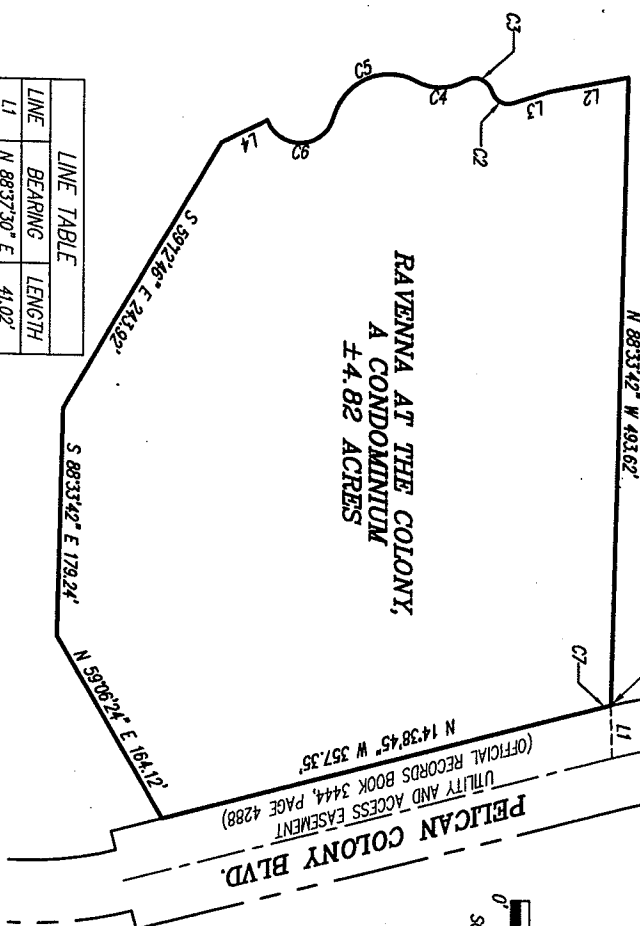 C3
C5
C4
C2
L3
L2
C6
L4
LINE TABLE
LINE BEARING LENGTH
L1 N 88°37'30" E 41.02'
N 88°33'42" W 493.62'
RAVENNA AT THE COLONY,
A CONDOMINIUM
±4.82 ACRES
S 59°12'46" E 243.92'
S 88°33'42" E 179.24'
N 59°06'24" E 164.12'
C7
L1
N 14°38'45" W 357.35'
(OFFICIAL RECORDS BOOK 3444, PAGE 4288)
UTILITY AND ACCESS EASEMENT
PELICAN COLONY BLVD.
0'